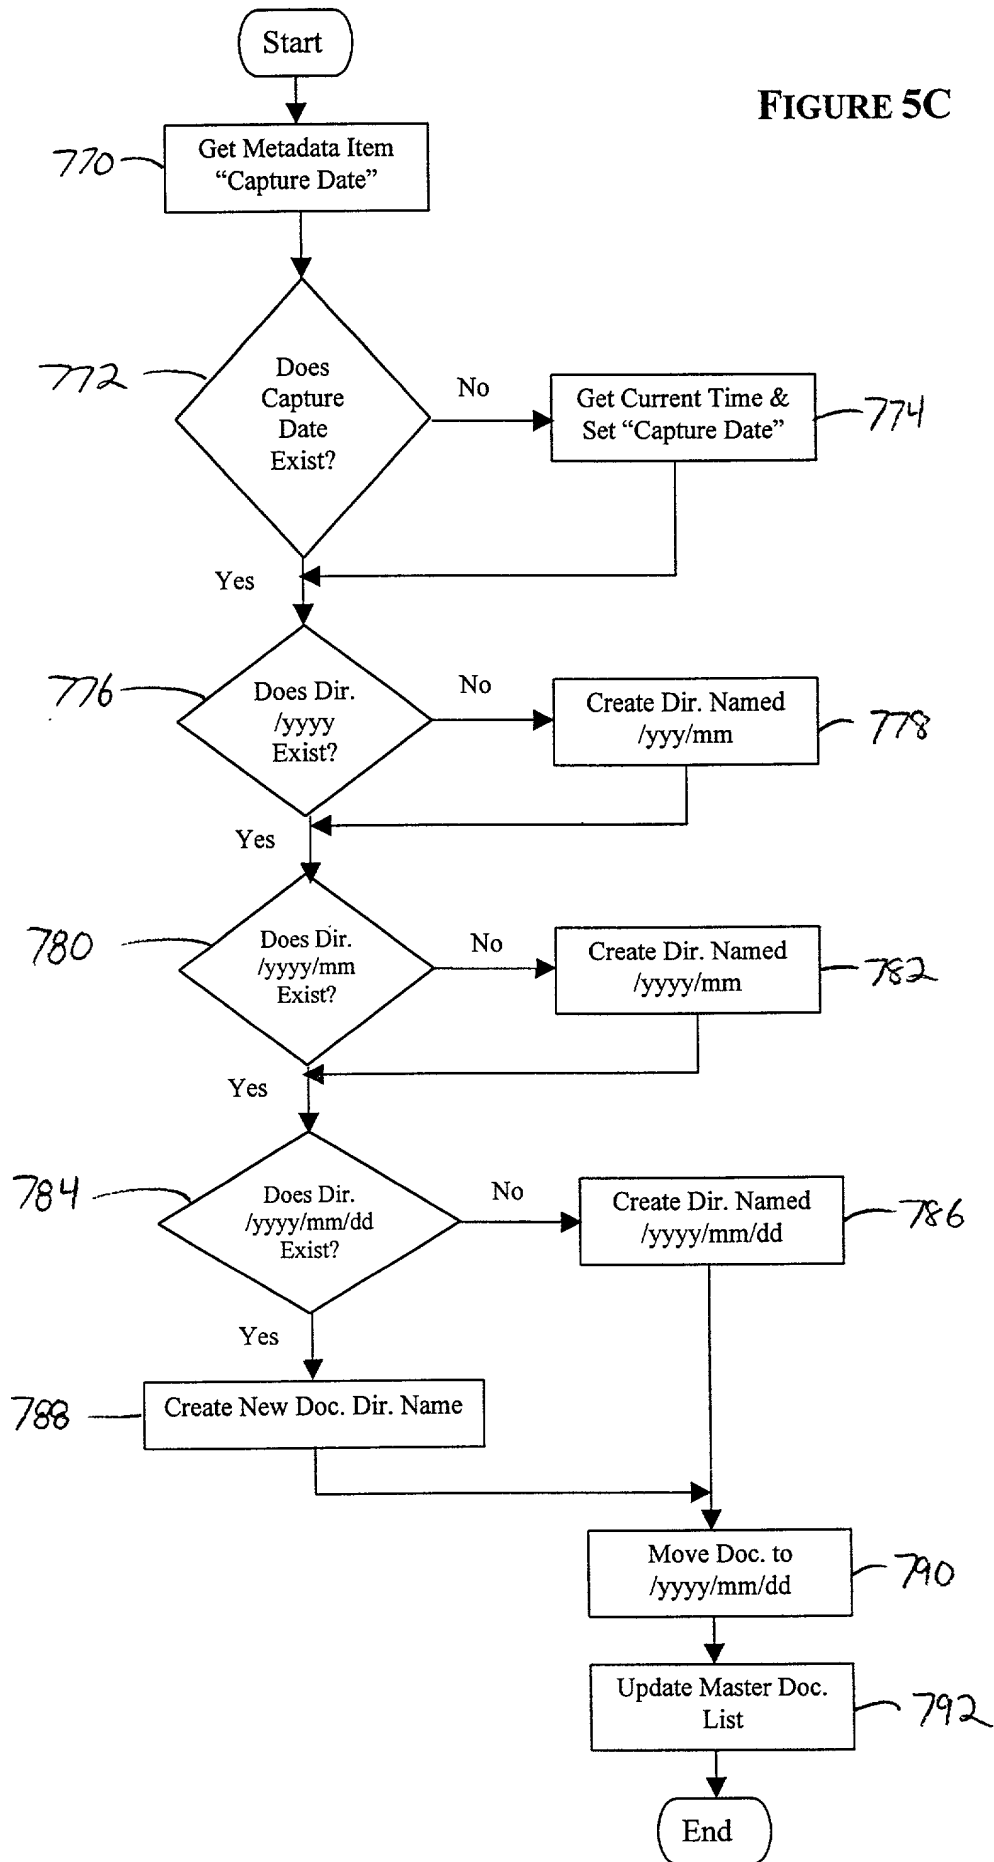 Start
FIGURE 5C
770
Get Metadata Item
“Capture Date”
772
Does
Capture
Date
Exist?
No
Get Current Time &
Set “Capture Date”
774
Yes
776
Does Dir.
/yyyy
Exist?
No
Create Dir. Named
/yyy/mm
778
Yes
780
Does Dir.
/yyyy/mm
Exist?
No
Create Dir. Named
/yyyy/mm
782
Yes
784
Does Dir.
/yyyy/mm/dd
Exist?
No
Create Dir. Named
/yyyy/mm/dd
786
Yes
788
Create New Doc. Dir. Name
Move Doc. to
/yyyy/mm/dd
790
Update Master Doc.
List
792
End